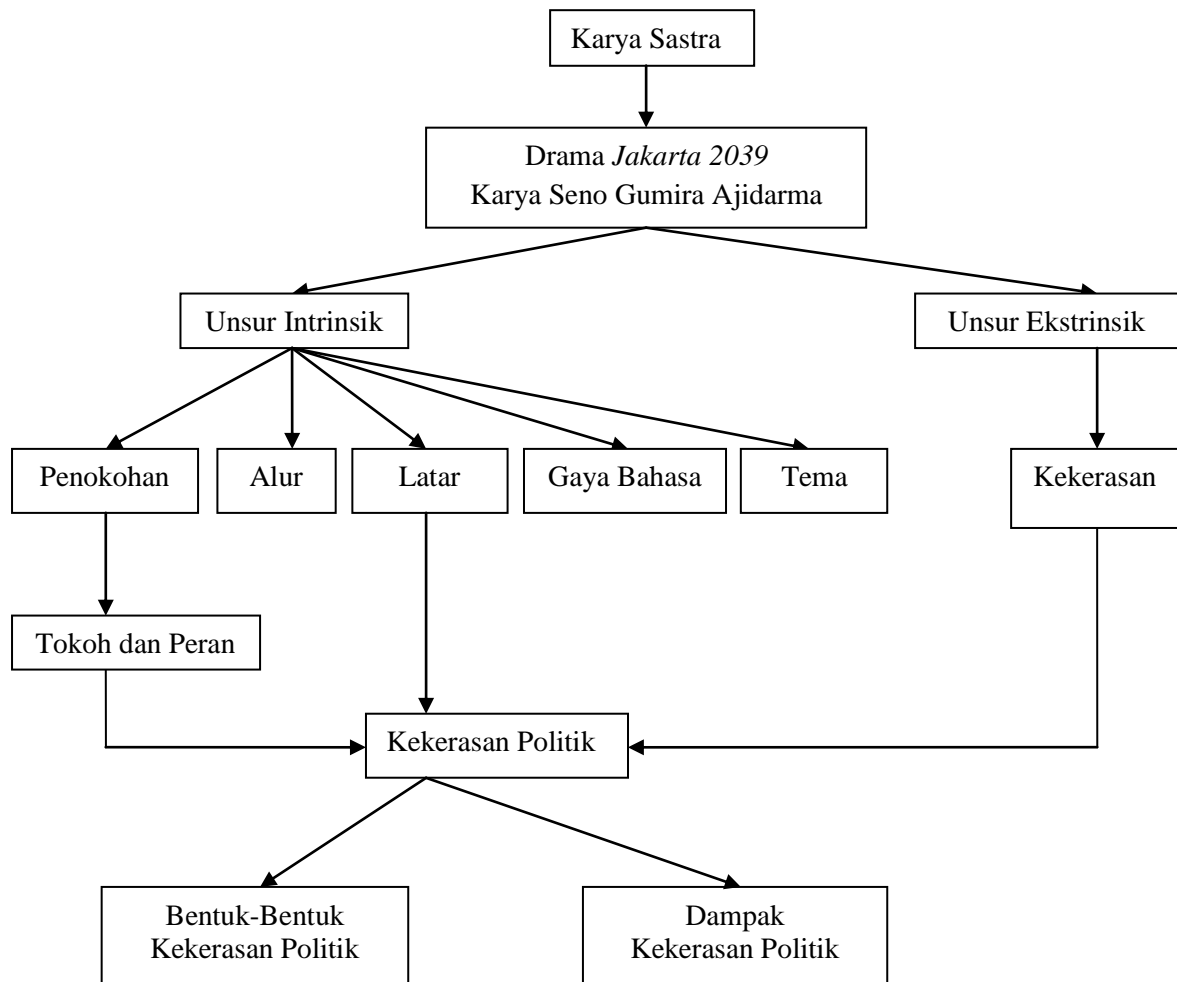 Karya Sastra
Drama Jakarta 2039
Karya Seno Gumira Ajidarma
Unsur Intrinsik
Unsur Ekstrinsik
Penokohan
Alur
Latar
Gaya Bahasa
Tema
Kekerasan
Tokoh dan Peran
Kekerasan Politik
Bentuk-Bentuk
Kekerasan Politik
Dampak
Kekerasan Politik